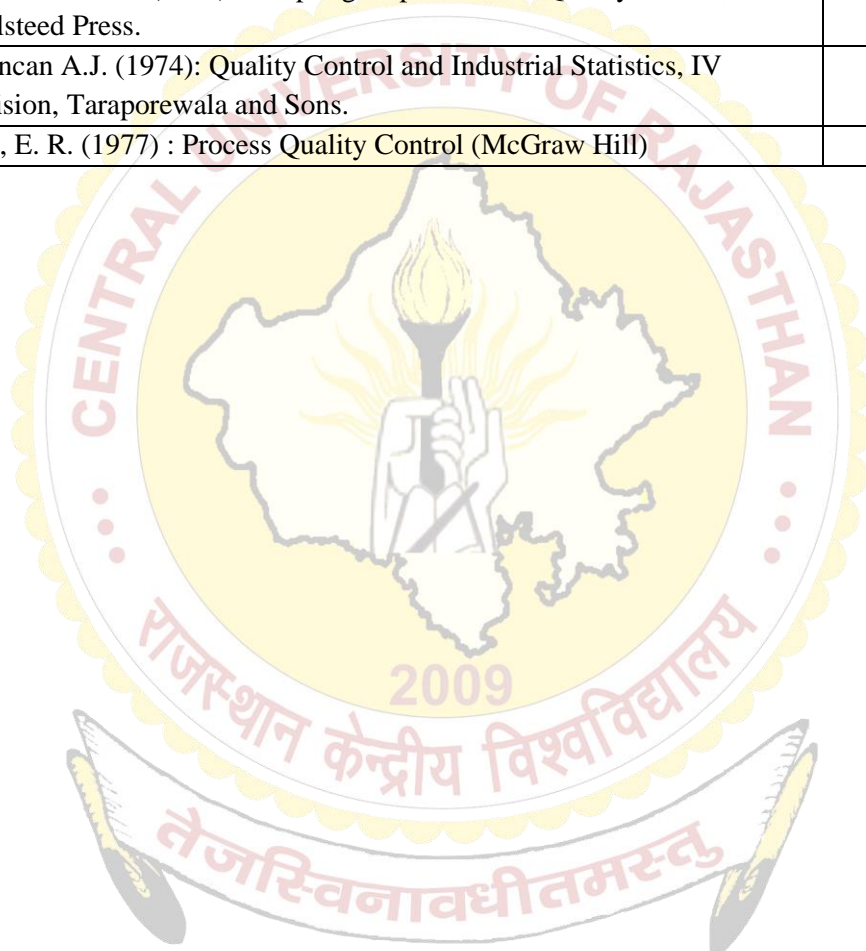 lsteed Press.
ncan A.J. (1974): Quality Control and Industrial Statistics, IV
ision, Taraporewala and Sons.
, E. R. (1977) : Process Quality Control (McGraw Hill)
CENTRAL UNIVERSITY OF RAJASTHAN
2009
राजस्थान केन्द्रीय विश्वविद्यालय
तेजस्विनावधीतमस्तु